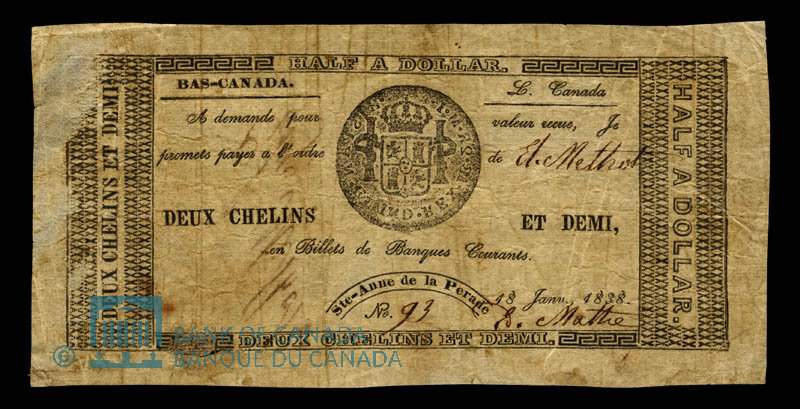 HALF A DOLLAR.
BAS-CANADA.
L. Canada
A demande pour valeur recue, Je
promets payer a l'ordre de
DEUX CHELINS ET DEMI,
en Billets de Banques Courants.
Ste-Anne de la Perade
No. 93
18 Janv. 1838
DEUX CHELINS ET DEMI.
DEUX CHELINS ET DEMI
HALF A DOLLAR.
© BANK OF CANADA
BANQUE DU CANADA